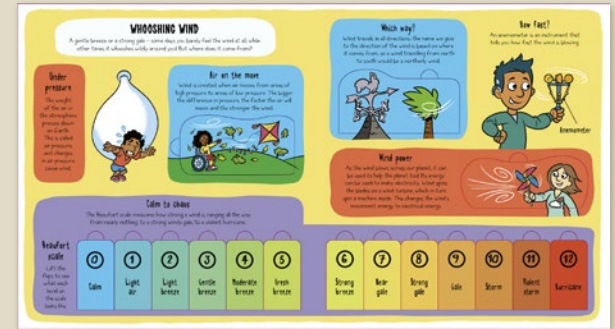 WHOOSHING WIND
A gentle breeze or a strong gale – some days you barely feel the wind at all while
other times it whooshes wildly around you! But where does it come from?
Under
pressure
The weight
of the air in
the atmosphere
presses down
on Earth.
This is called
air pressure,
and changes
in air pressure
cause wind.
Air on the move
Wind is created when air moves from areas of
high pressure to areas of low pressure. The bigger
the difference in pressure, the faster the air will
move and the stronger the wind.
Which way?
Wind travels in all directions. The name we give
to the direction of the wind is based on where
it comes from, so a wind travelling from north
to south would be a northerly wind.
How fast?
An anemometer is an instrument that
tells you how fast the wind is blowing.
Anemometer
Wind power
As the wind blows across our planet, it can
be used to help the planet too! Its energy
can be used to make electricity. Wind spins
the blades on a wind turbine, which in turn
spin a machine inside. This changes the wind's
movement energy to electrical energy.
Calm to chaos
The Beaufort scale measures how strong a wind is, ranging all the way
from nearly nothing, to a strong windy gale, to a violent hurricane.
Beaufort
scale
Lift the
flaps to see
what each
level on
the scale
looks like.
0
Calm
1
Light
air
2
Light
breeze
3
Gentle
breeze
4
Moderate
breeze
5
Fresh
breeze
6
Strong
breeze
7
Near
gale
8
Strong
gale
9
Gale
10
Storm
11
Violent
storm
12
Hurricane